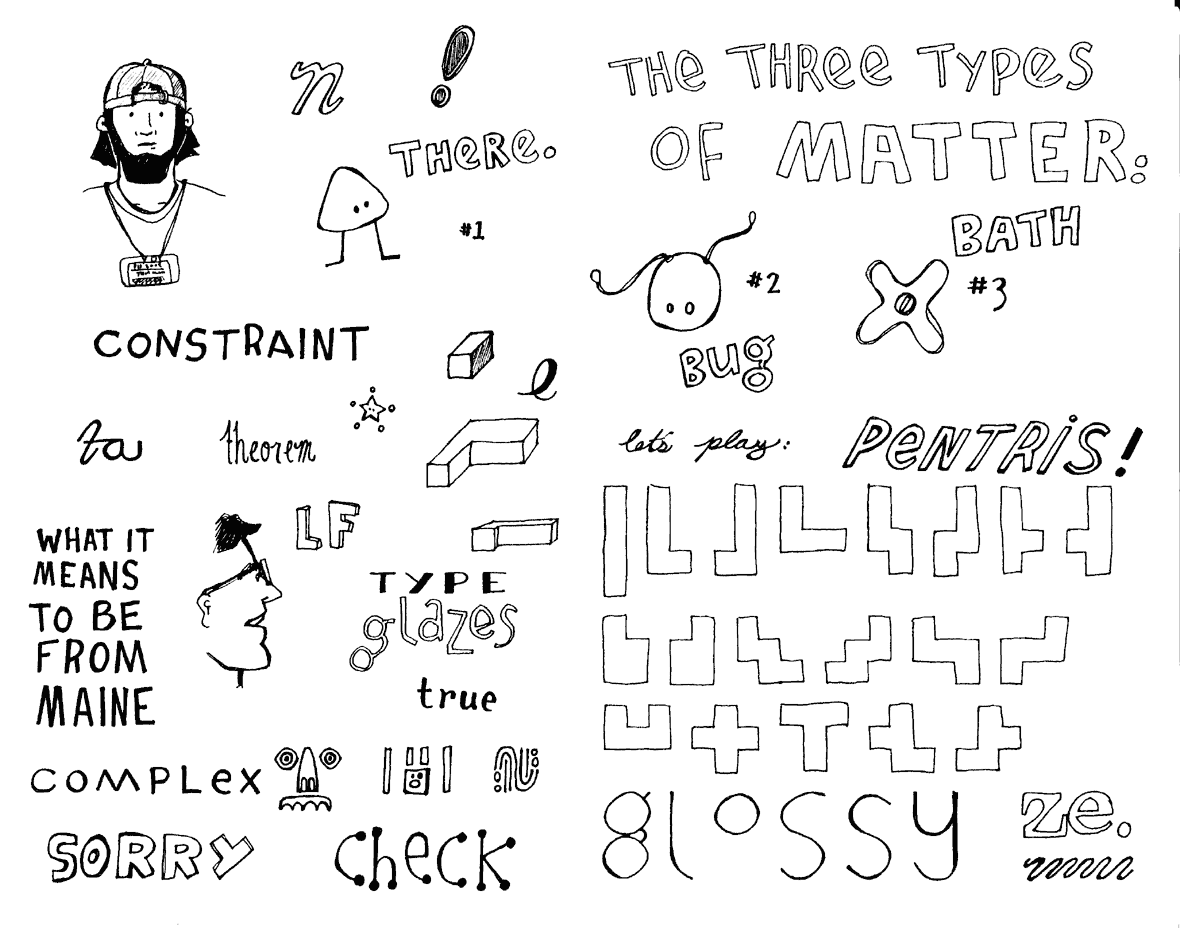 n !
THERE.
#1
CONSTRAINT
e
ta
theorem
LF
WHAT IT
MEANS
TO BE
FROM
MAINE
TYPE
glazes
true
COMPLEX
SORRY
CHECK
THE THREE TYPES
OF MATTER:
BATH
#2
#3
BUG
let's play:
PENTRIS!
glossy
ze.